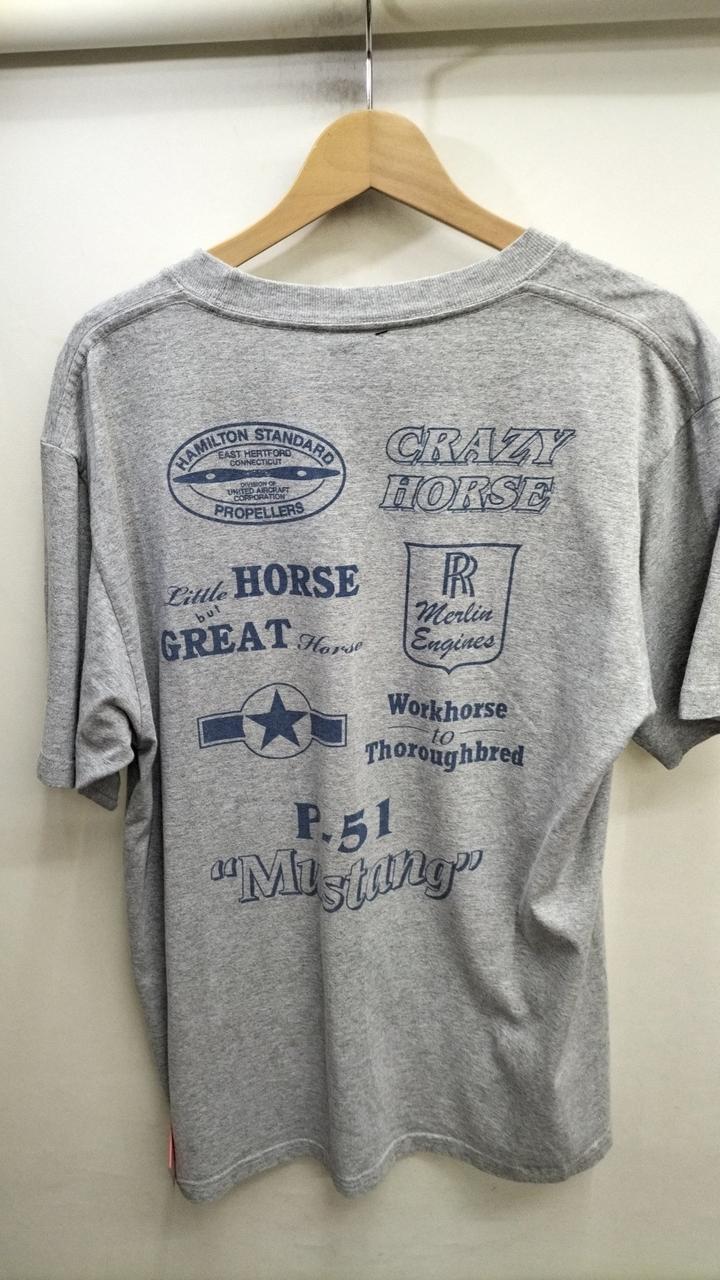 HAMILTON STANDARD
EAST HERTFORD
CONNECTICUT
DIVISION OF
UNITED AIRCRAFT
CORPORATION
PROPELLERS
CRAZY
HORSE
Little HORSE
but
GREAT Horse
RR
Merlin
Engines
Workhorse
to
Thoroughbred
P-51
“Mustang”